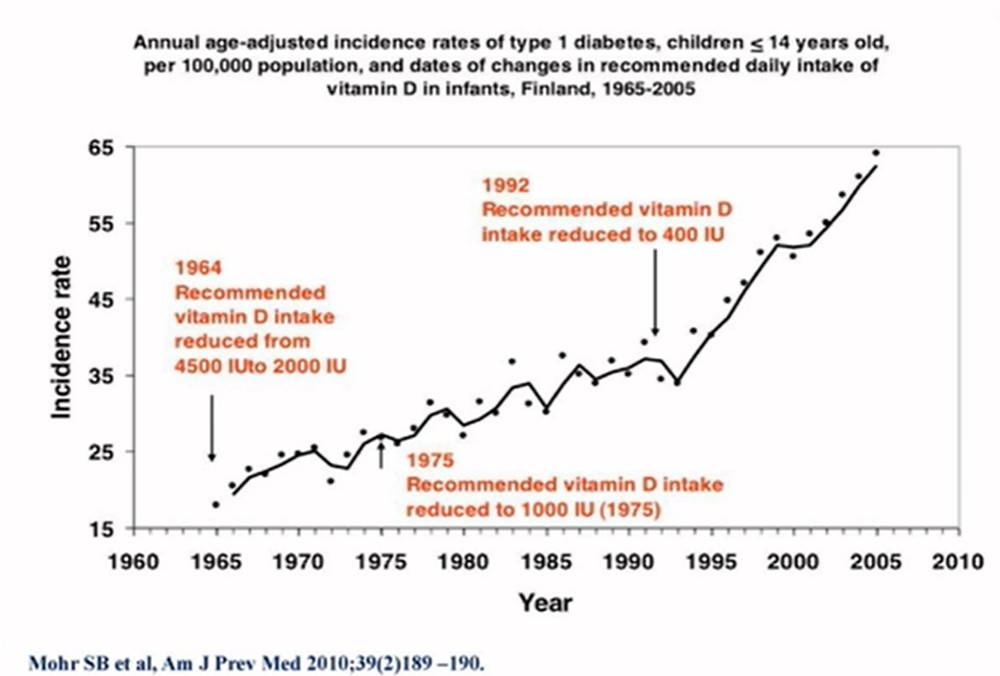 Annual age-adjusted incidence rates of type 1 diabetes, children ≤ 14 years old,
per 100,000 population, and dates of changes in recommended daily intake of
vitamin D in infants, Finland, 1965-2005
65
55
45
35
25
15
Incidence rate
1964
Recommended
vitamin D intake
reduced from
4500 IUto 2000 IU
1992
Recommended vitamin D
intake reduced to 400 IU
1975
Recommended vitamin D intake
reduced to 1000 IU (1975)
1960 1965 1970 1975 1980 1985 1990 1995 2000 2005 2010
Year
Mohr SB et al, Am J Prev Med 2010;39(2)189 –190.